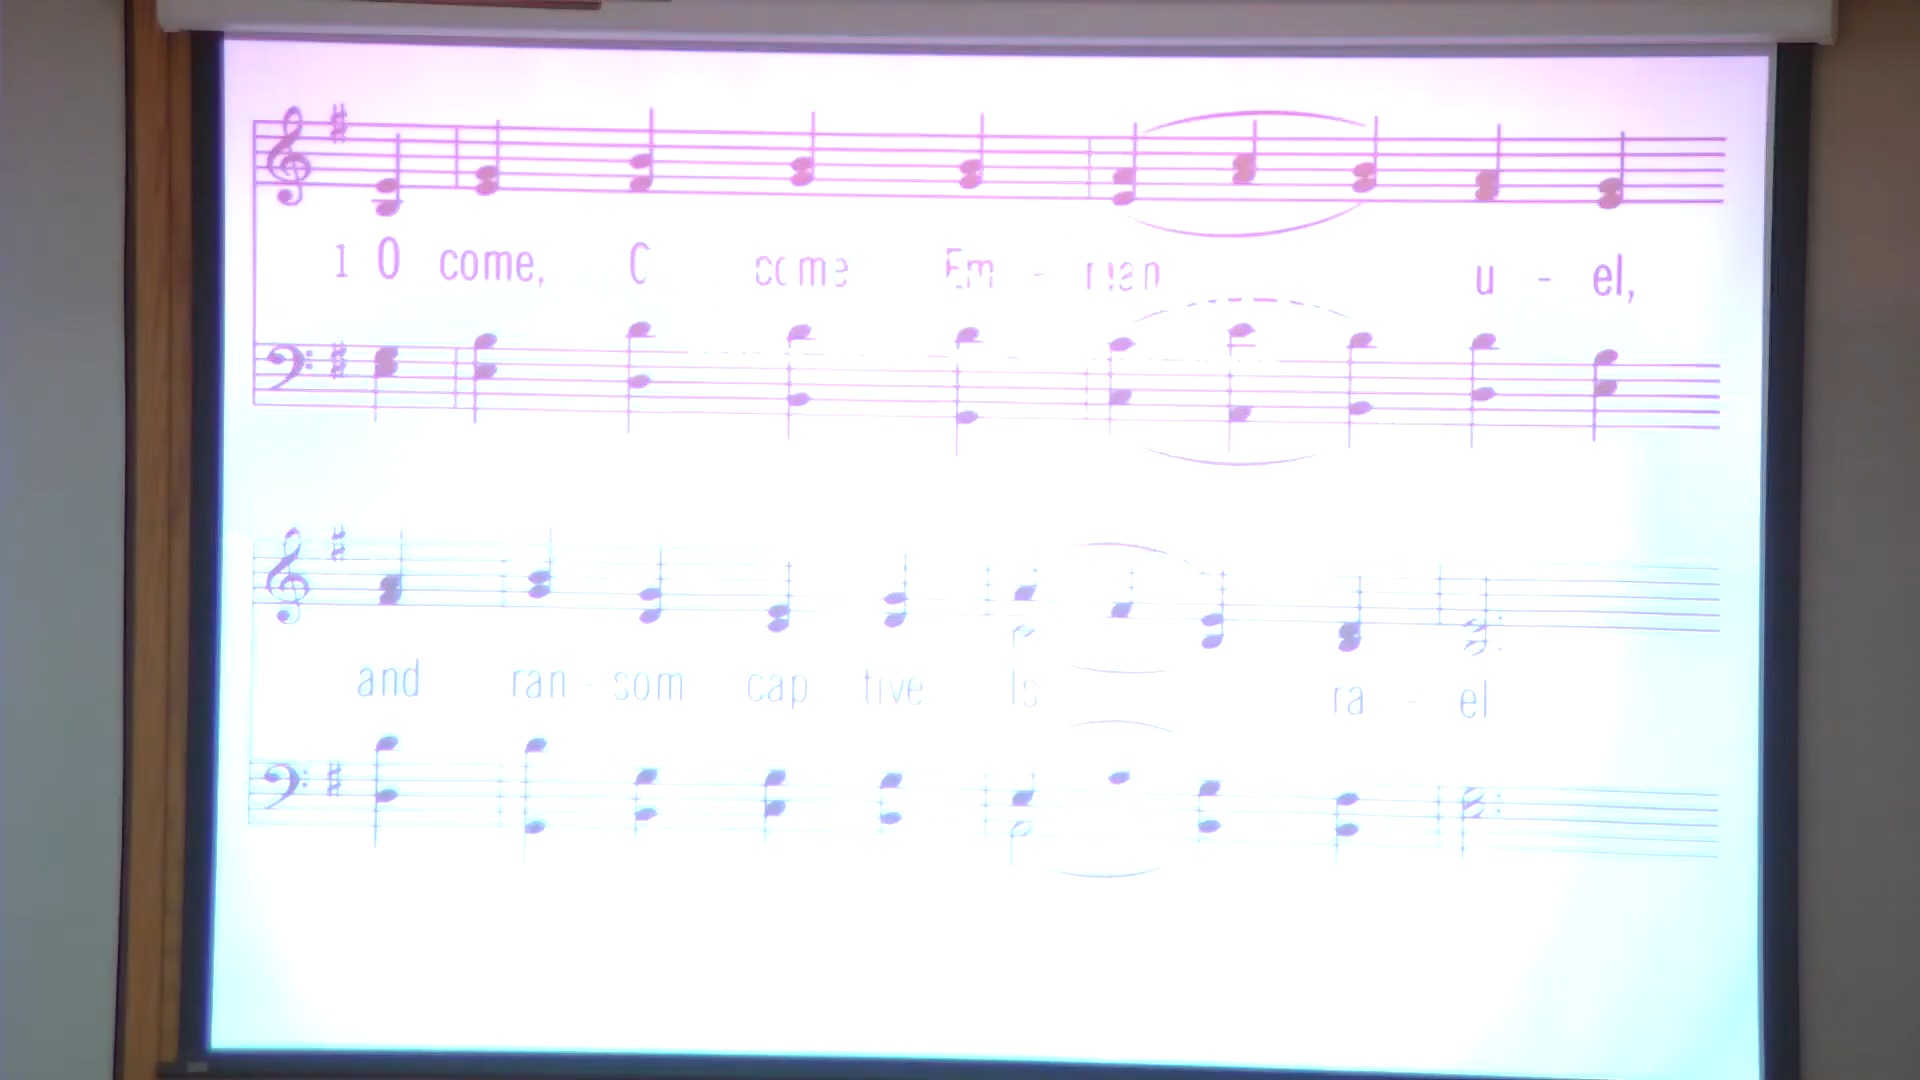 1 O come, O come Em - man u - el,
and ran - som cap tive Is ra - el